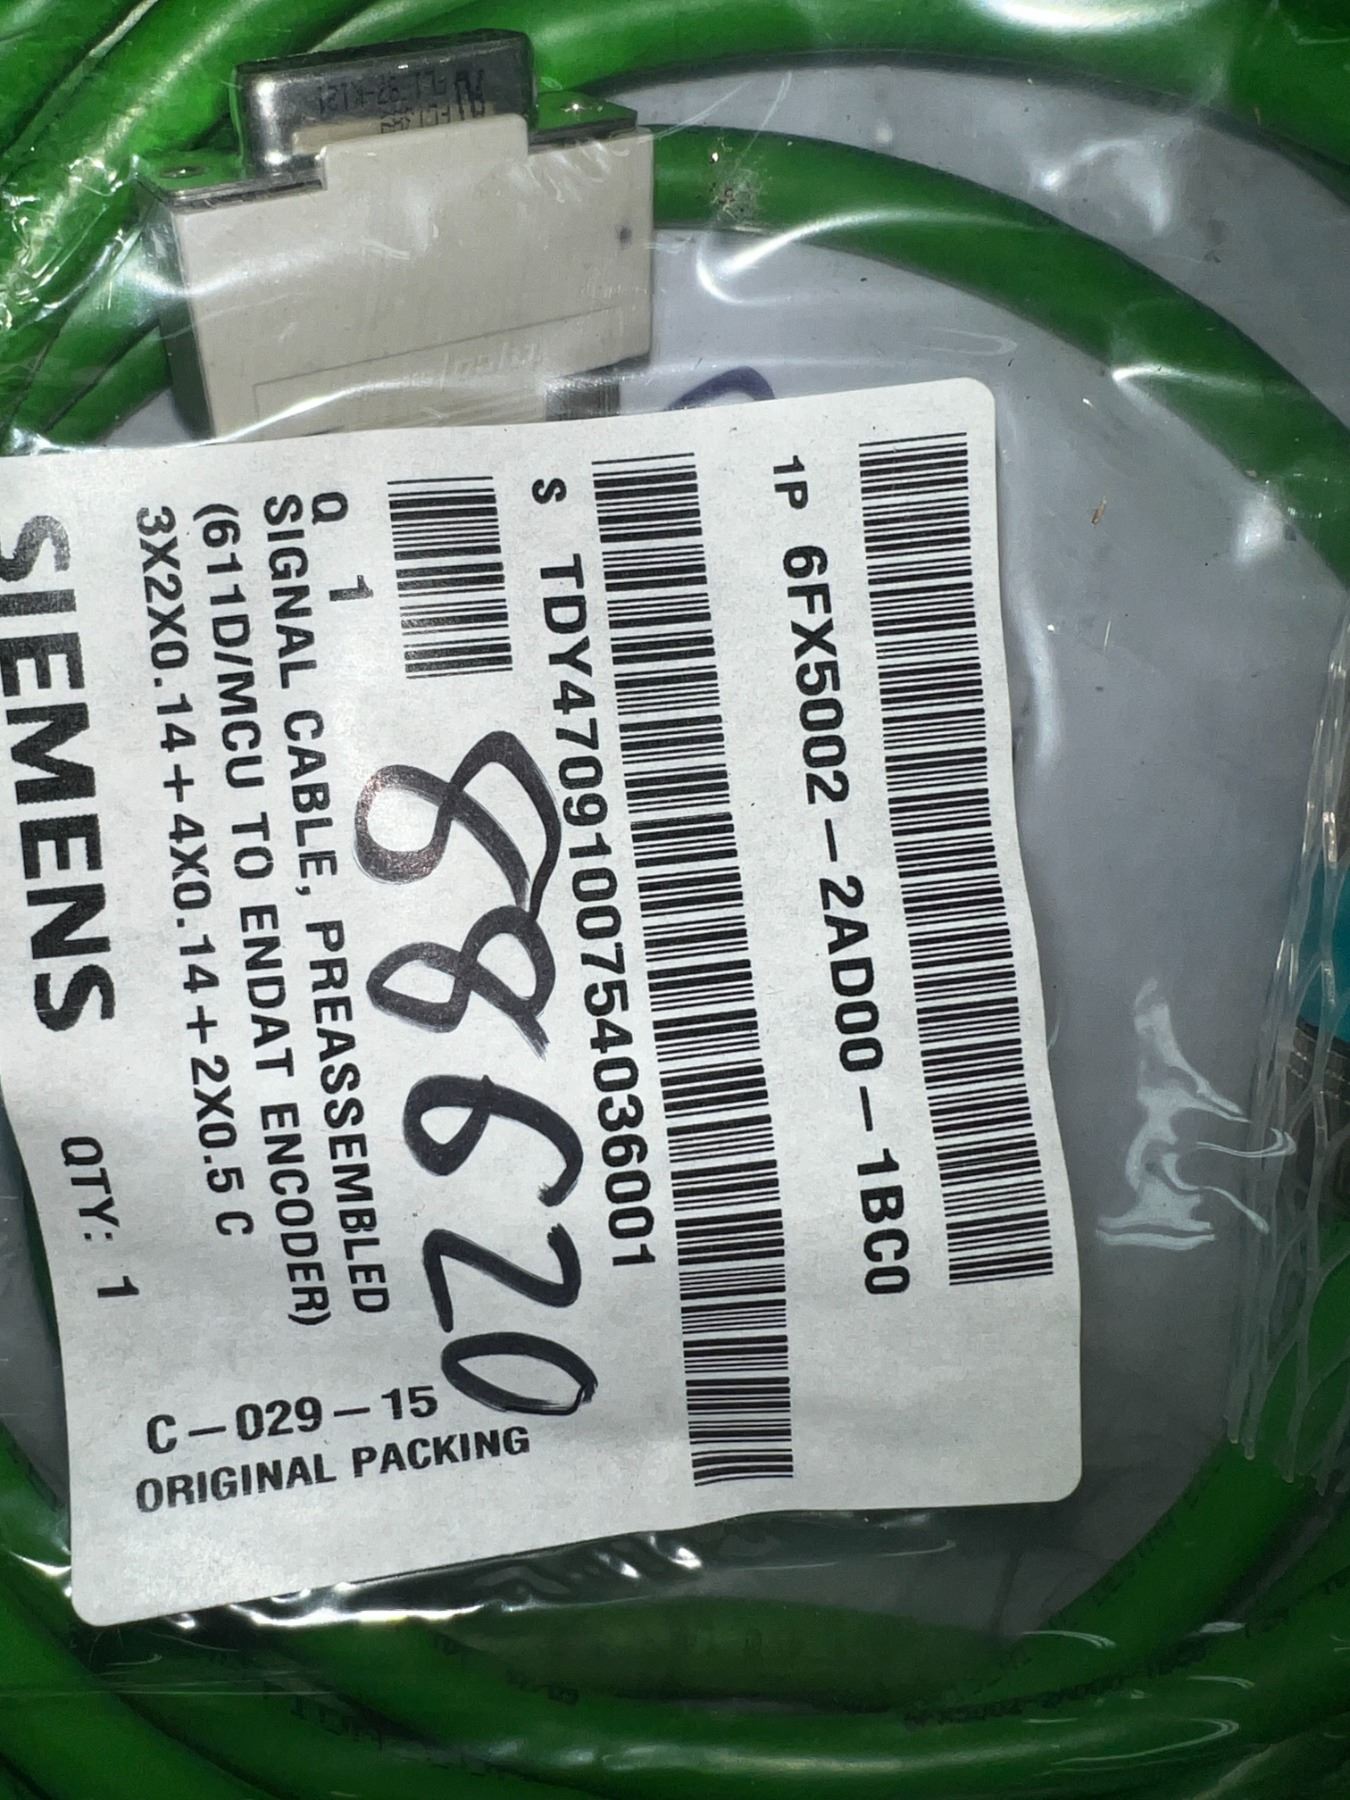 1P 6FX5002-2AD00-1BC0
S TDY4709100754036001
88620
Q 1
SIGNAL CABLE, PREASSEMBLED
(611D/MCU TO ENDAT ENCODER)
3X2X0.14+4X0.14+2X0.5 C
SIEMENS
QTY: 1
C-029-15
ORIGINAL PACKING